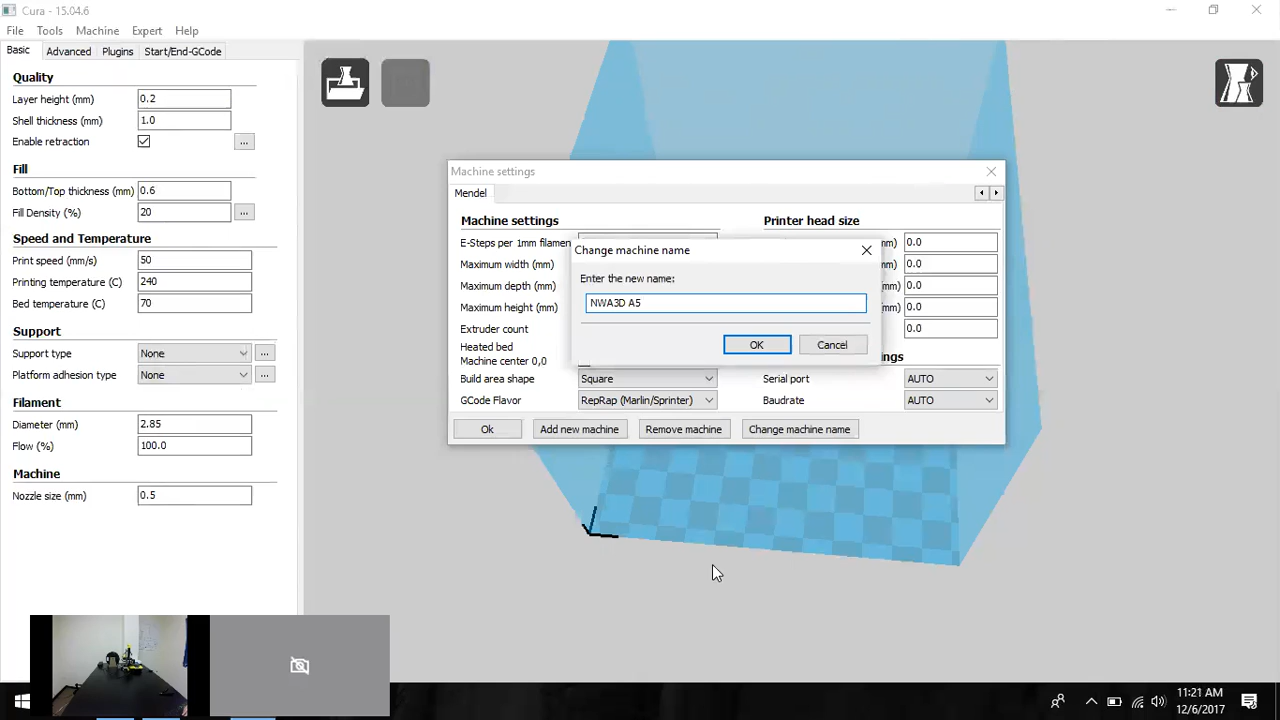 Cura - 15.04.6
File Tools Machine Expert Help
Basic Advanced Plugins Start/End-GCode
Quality
Layer height (mm) 0.2
Shell thickness (mm) 1.0
Enable retraction ...
Fill
Bottom/Top thickness (mm) 0.6
Fill Density (%) 20 ...
Speed and Temperature
Print speed (mm/s) 50
Printing temperature (C) 240
Bed temperature (C) 70
Support
Support type None ...
Platform adhesion type None ...
Filament
Diameter (mm) 2.85
Flow (%) 100.0
Machine
Nozzle size (mm) 0.5
Machine settings
Mendel
Machine settings Printer head size
E-Steps per 1mm filamen mm) 0.0
Maximum width (mm) mm) 0.0
Maximum depth (mm) mm) 0.0
Maximum height (mm) mm) 0.0
Extruder count 0.0
Heated bed
Machine center 0,0 ngs
Build area shape Square Serial port AUTO
GCode Flavor RepRap (Marlin/Sprinter) Baudrate AUTO
Ok Add new machine Remove machine Change machine name
Change machine name
Enter the new name:
NWA3D A5
OK Cancel
11:21 AM
12/6/2017